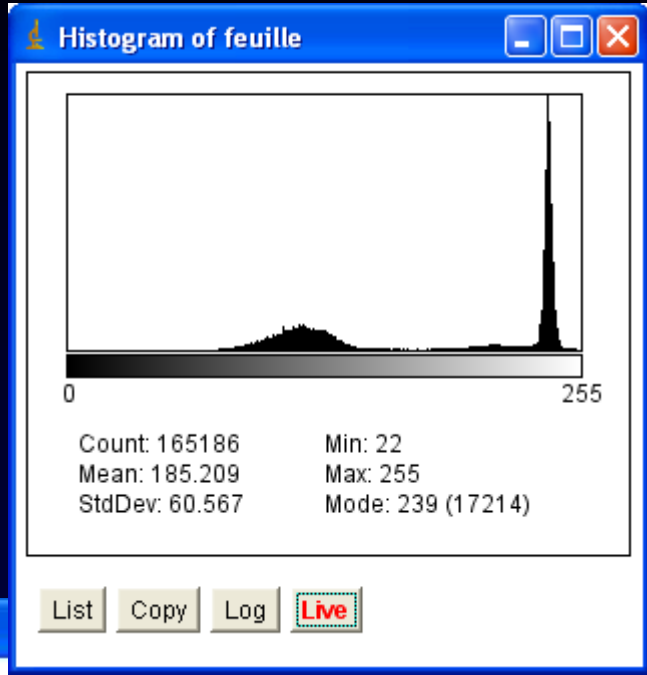 Histogram of feuille
0 255
Count: 165186 Min: 22
Mean: 185.209 Max: 255
StdDev: 60.567 Mode: 239 (17214)
List Copy Log Live